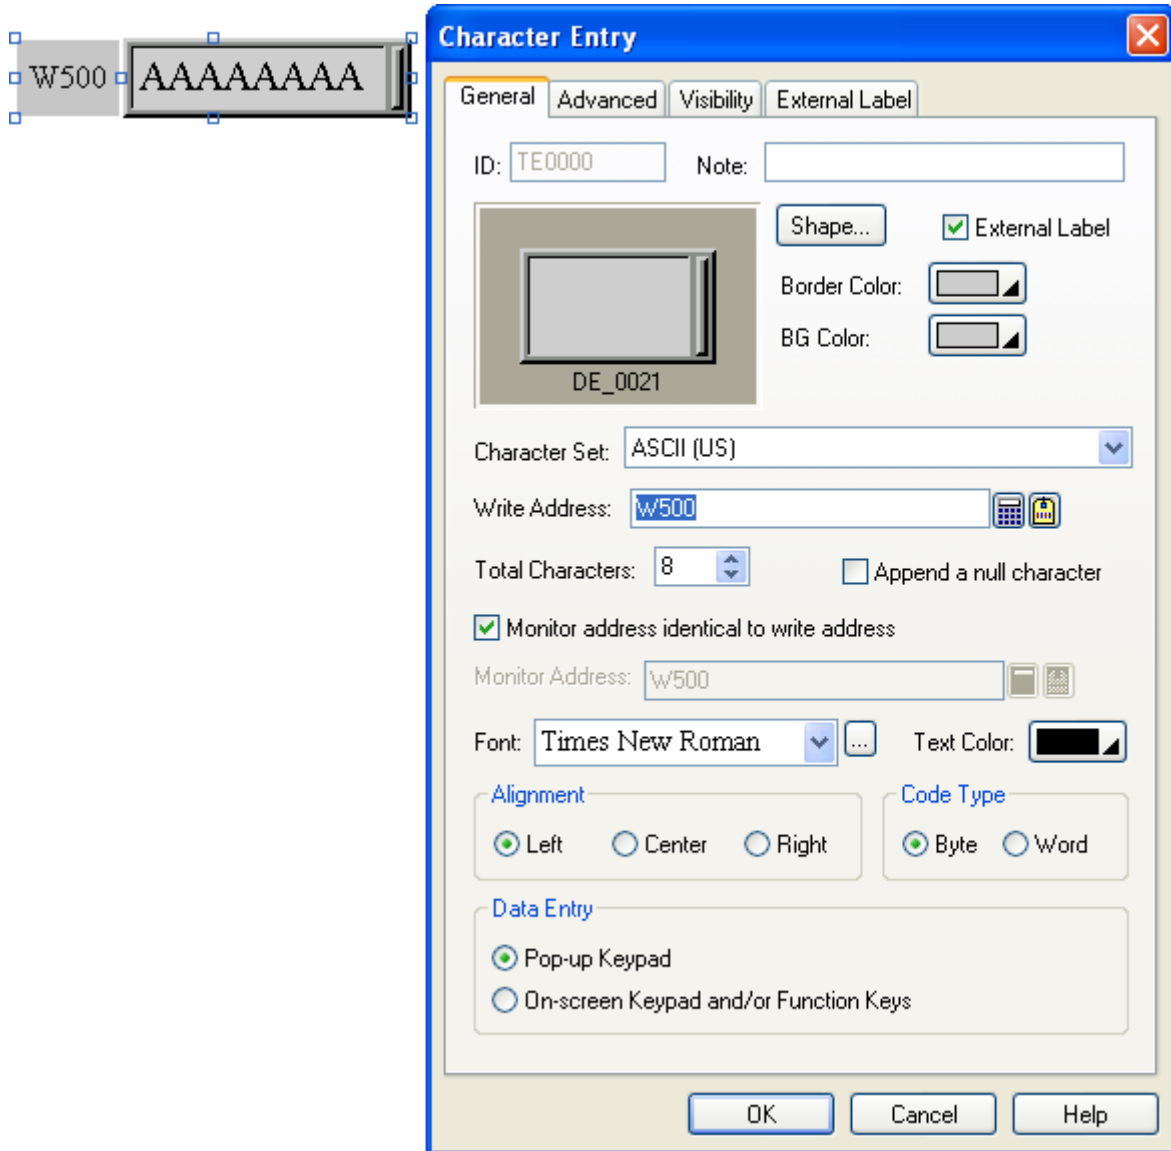 W500 AAAAAAAA
Character Entry
General Advanced Visibility External Label
ID: TE0000 Note:
Shape... External Label
Border Color:
BG Color:
DE_0021
Character Set: ASCII (US)
Write Address: W500
Total Characters: 8 Append a null character
Monitor address identical to write address
Monitor Address: W500
Font: Times New Roman ... Text Color:
Alignment Code Type
Left Center Right Byte Word
Data Entry
Pop-up Keypad
On-screen Keypad and/or Function Keys
OK Cancel Help